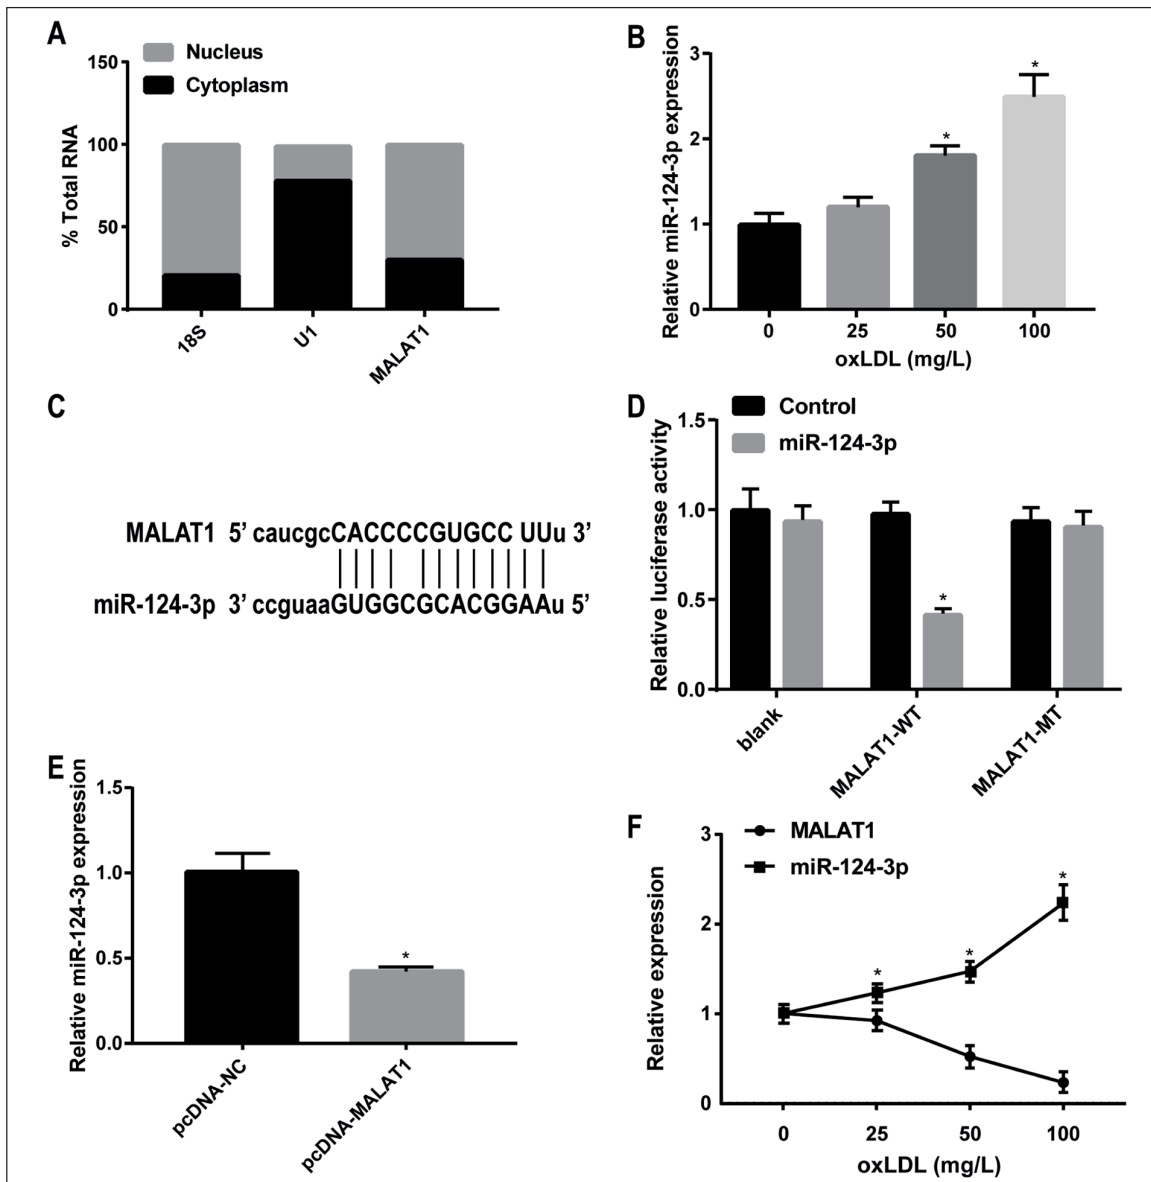 A
Nucleus
Cytoplasm
% Total RNA
150
100
50
0
18S
U1
MALAT1
B
Relative miR-124-3p expression
3
2
1
0
*
*
0
25
50
100
oxLDL (mg/L)
C
MALAT1 5’ caucgcCACCCCGUGCC UUu 3’
miR-124-3p 3’ ccguaaGUGGCGCACGGAAu 5’
D
Control
miR-124-3p
Relative luciferase activity
1.5
1.0
0.5
0.0
*
blank
MALAT1-WT
MALAT1-MT
E
Relative miR-124-3p expression
1.5
1.0
0.5
0.0
*
pcDNA-NC
pcDNA-MALAT1
F
MALAT1
miR-124-3p
Relative expression
3
2
1
0
*
*
*
0
25
50
100
oxLDL (mg/L)